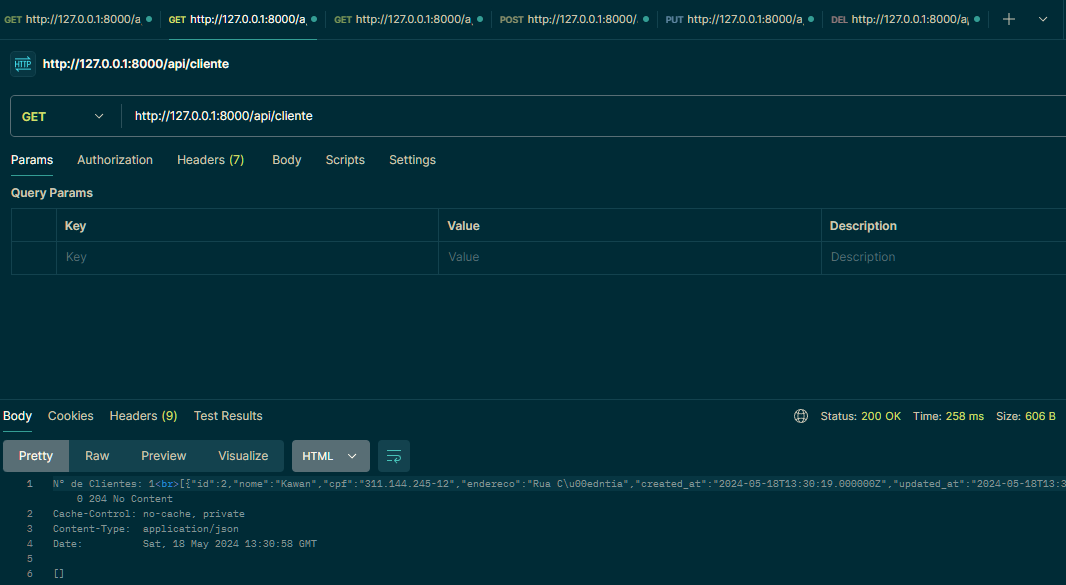 GET http://127.0.0.1:8000/a GET http://127.0.0.1:8000/a, GET http://127.0.0.1:8000/a, POST http://127.0.0.1:8000/ PUT http://127.0.0.1:8000/a, DEL http://127.0.0.1:8000/a
HTTP http://127.0.0.1:8000/api/cliente
GET http://127.0.0.1:8000/api/cliente
Params Authorization Headers (7) Body Scripts Settings
Query Params
Key Value Description
Key Value Description
Body Cookies Headers (9) Test Results Status: 200 OK Time: 258 ms Size: 606 B
Pretty Raw Preview Visualize HTML
1 Nº de Clientes: 1<br>[{"id":2,"nome":"Kawan","cpf":"311.144.245-12","endereco":"Rua C\u00edntia","created_at":"2024-05-18T13:30:19.000000Z","updated_at":"2024-05-18T13:3
0 204 No Content
2 Cache-Control: no-cache, private
3 Content-Type: application/json
4 Date: Sat, 18 May 2024 13:30:58 GMT
5
6 []